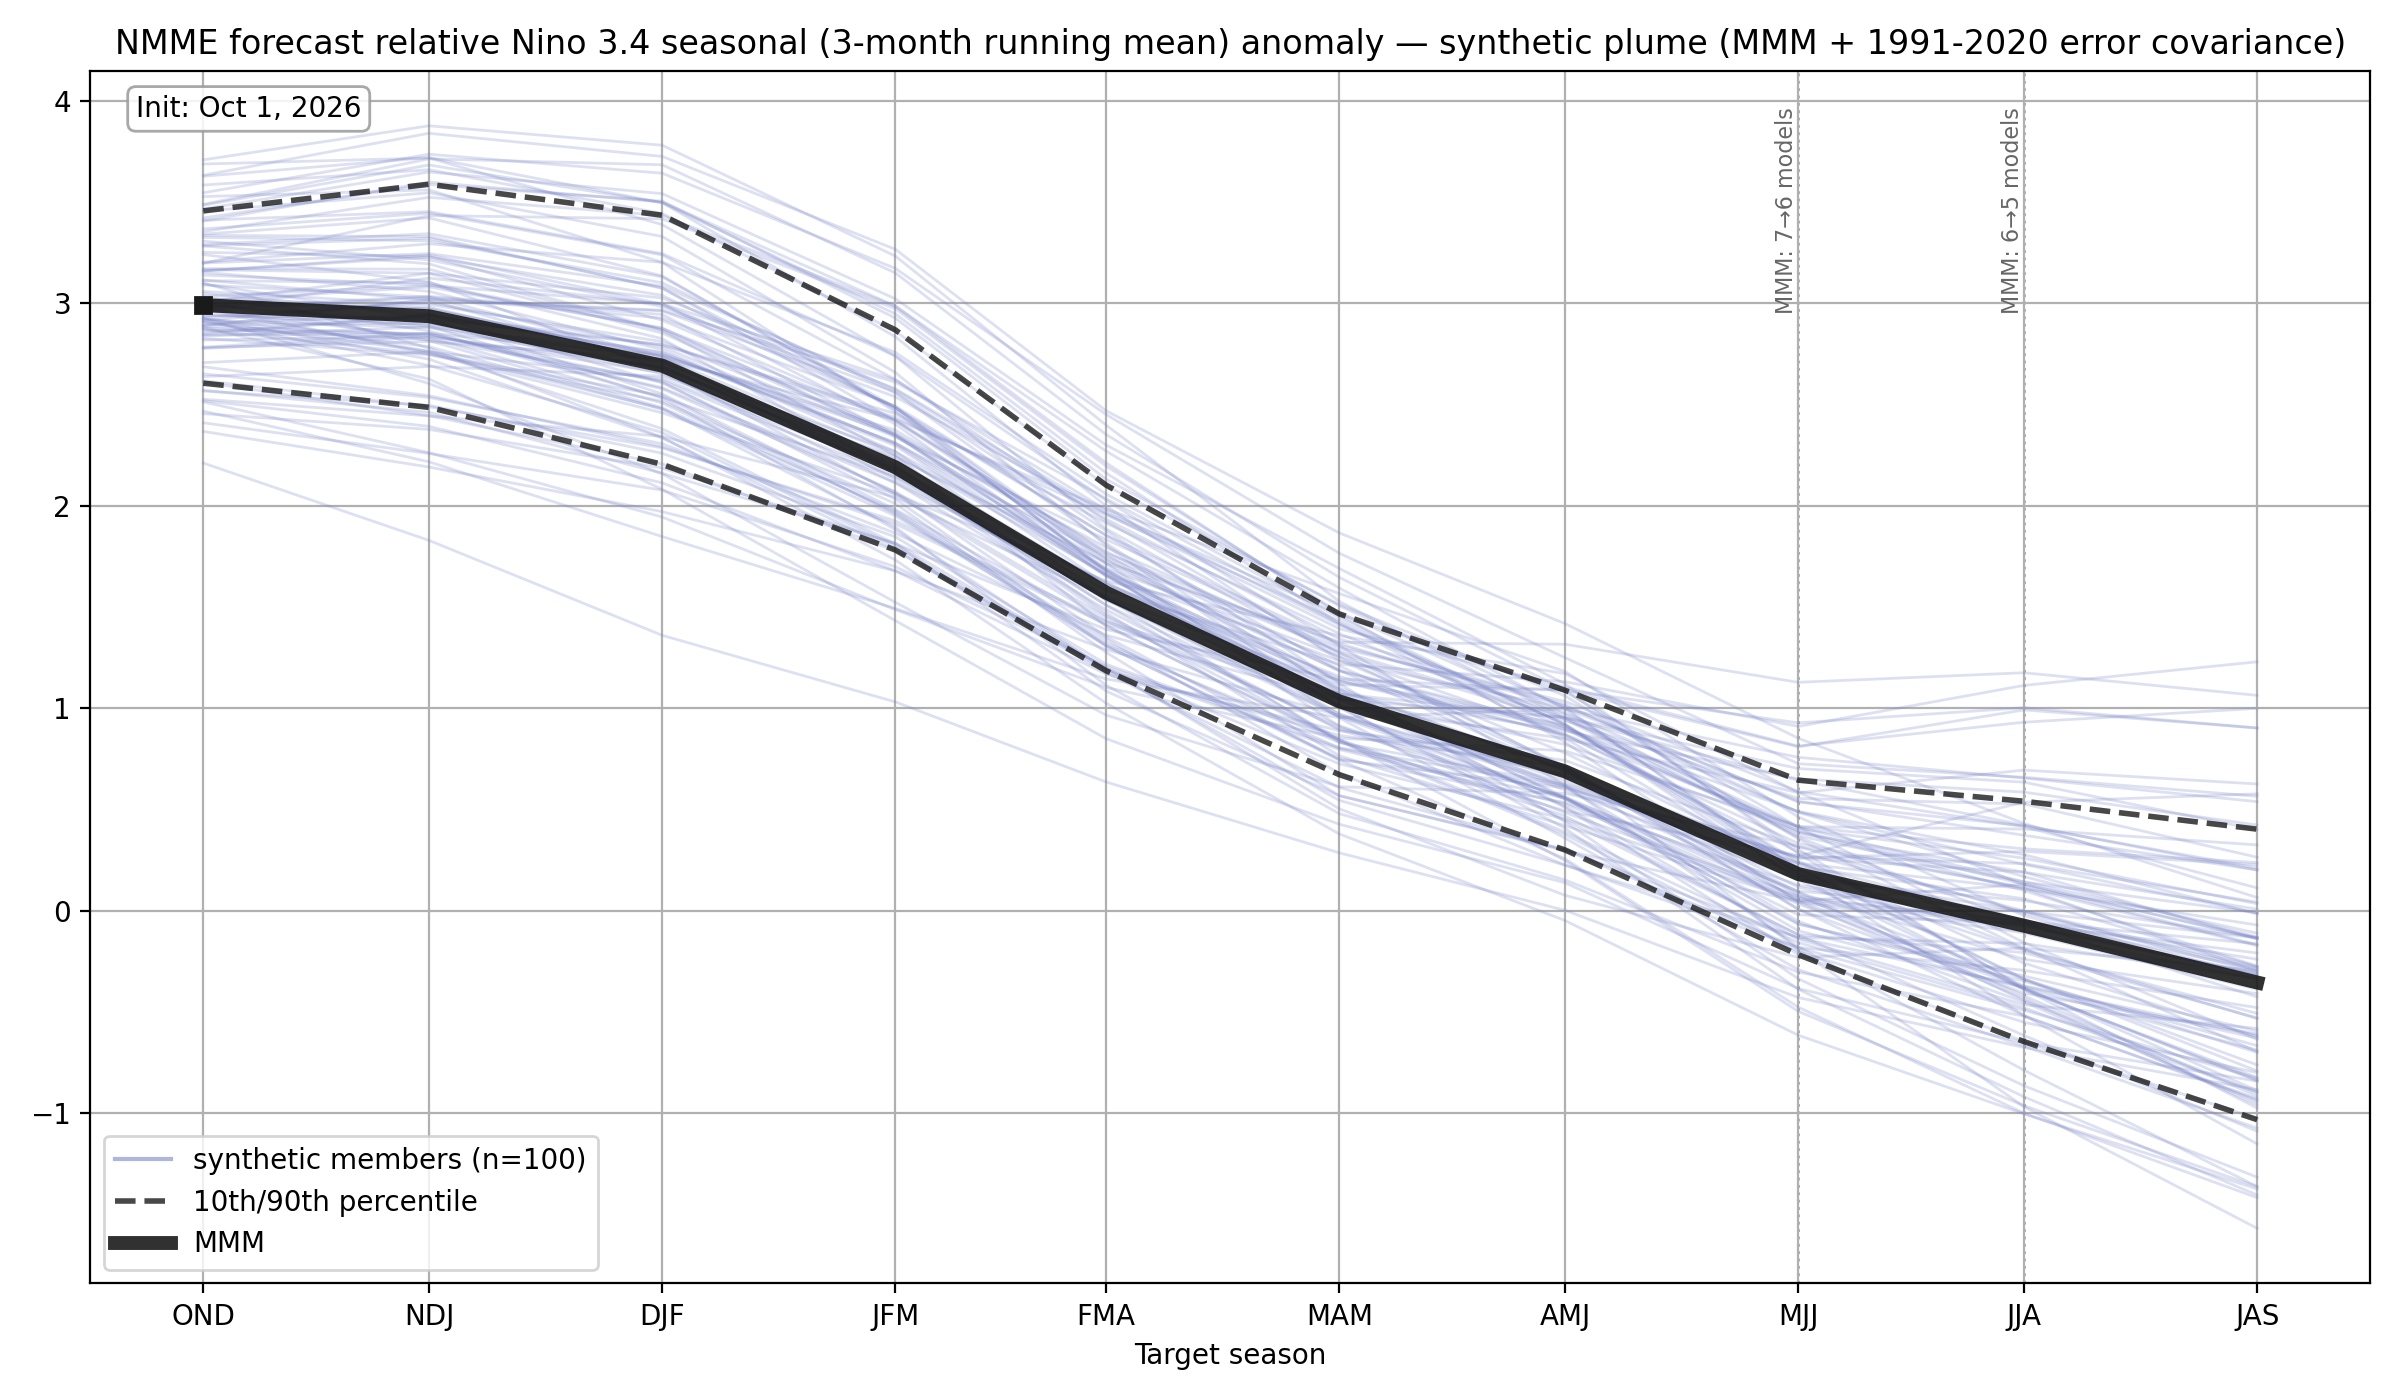 NMME forecast relative Nino 3.4 seasonal (3-month running mean) anomaly — synthetic plume (MMM + 1991-2020 error covariance)
Init: Oct 1, 2026
4
3
2
1
0
−1
MMM: 7→6 models
MMM: 6→5 models
synthetic members (n=100)
10th/90th percentile
MMM
OND NDJ DJF JFM FMA MAM AMJ MJJ JJA JAS
Target season